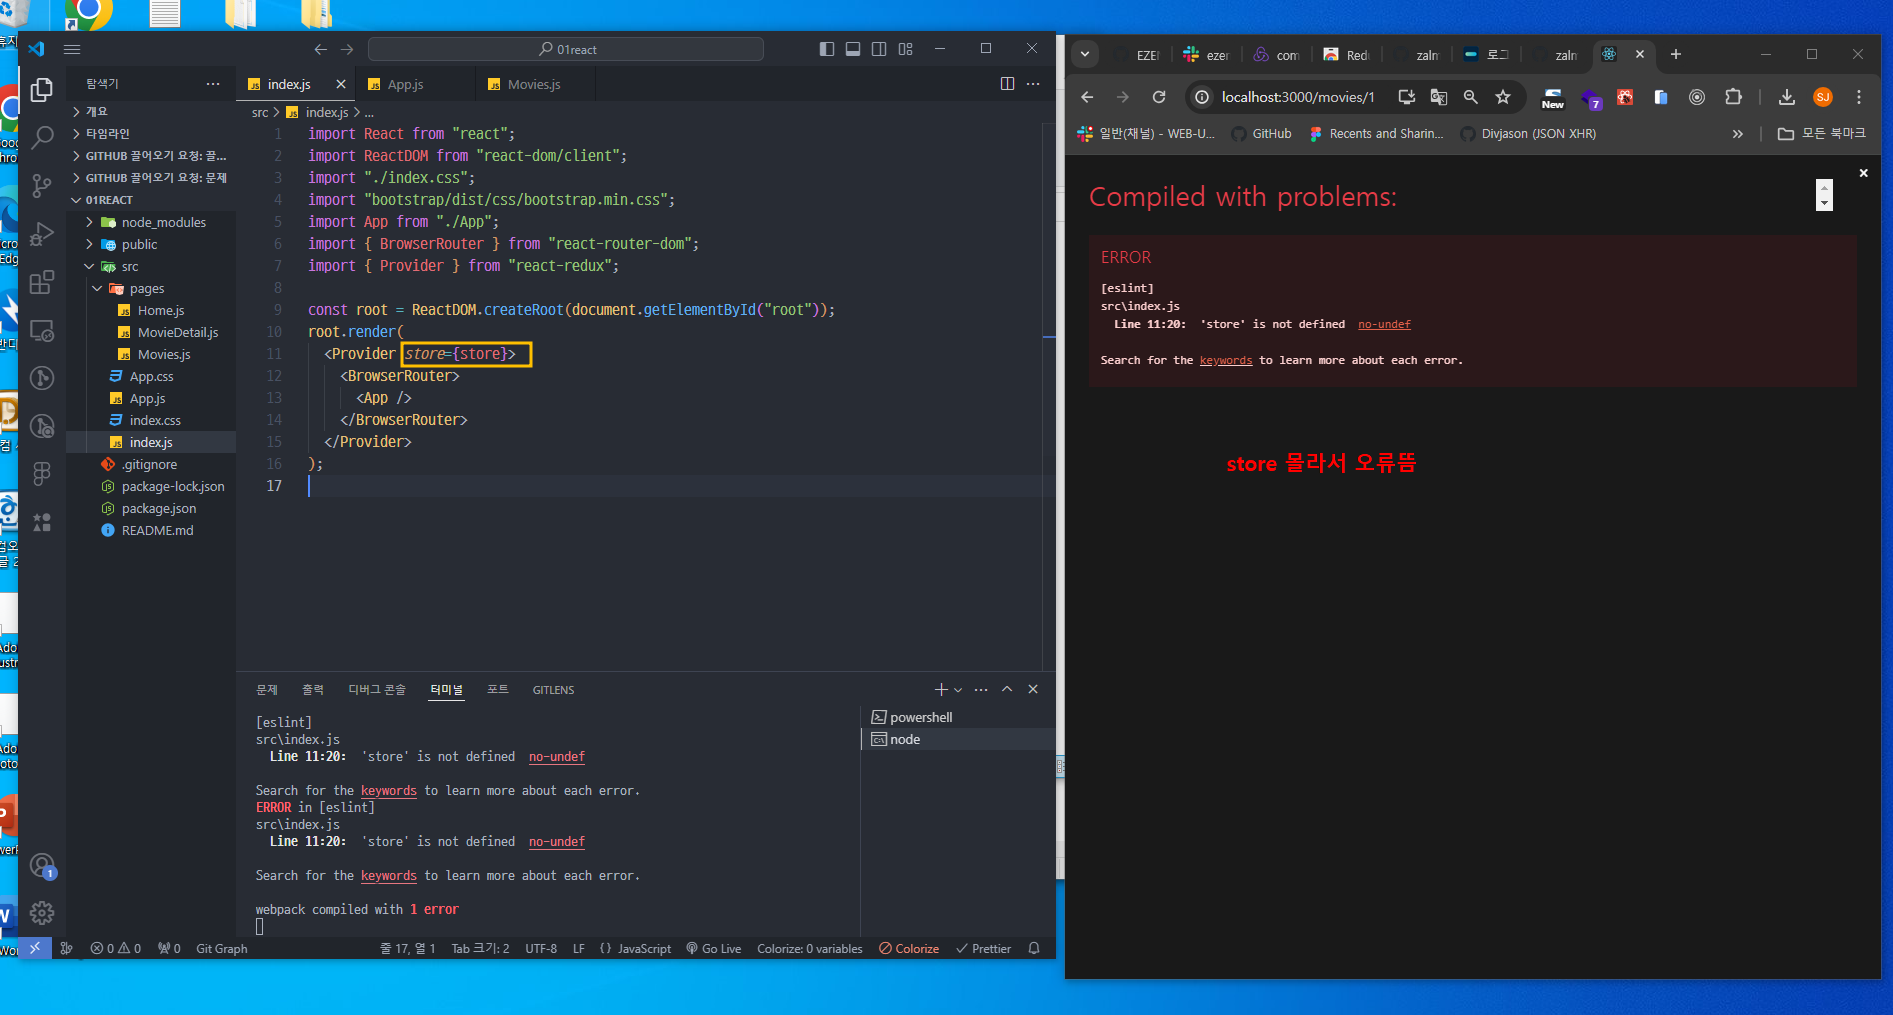 01react
탐색기
개요
타임라인
GITHUB 끌어오기 요청: 끌...
GITHUB 끌어오기 요청: 문제
01REACT
node_modules
public
src
pages
Home.js
MovieDetail.js
Movies.js
App.css
App.js
index.css
index.js
.gitignore
package-lock.json
package.json
README.md
index.js
App.js
Movies.js
src > index.js > ...
1 import React from "react";
2 import ReactDOM from "react-dom/client";
3 import "./index.css";
4 import "bootstrap/dist/css/bootstrap.min.css";
5 import App from "./App";
6 import { BrowserRouter } from "react-router-dom";
7 import { Provider } from "react-redux";
8
9 const root = ReactDOM.createRoot(document.getElementById("root"));
10 root.render(
11 <Provider store={store}>
12 <BrowserRouter>
13 <App />
14 </BrowserRouter>
15 </Provider>
16 );
17
문제 출력 디버그 콘솔 터미널 포트 GITLENS
[eslint]
src\index.js
Line 11:20: 'store' is not defined no-undef
Search for the keywords to learn more about each error.
ERROR in [eslint]
src\index.js
Line 11:20: 'store' is not defined no-undef
Search for the keywords to learn more about each error.
webpack compiled with 1 error
powershell
node
1
0 0 0 Git Graph 줄 17, 열 1 Tab 크기: 2 UTF-8 LF {} JavaScript Go Live Colorize: 0 variables Colorize Prettier
EZE ezer com Redu zalm 로그 zalm
localhost:3000/movies/1
New
7
SJ
일반(채널) - WEB-U... GitHub Recents and Sharin... Divjason (JSON XHR) » 모든 북마크
Compiled with problems:
ERROR
[eslint]
src\index.js
Line 11:20: 'store' is not defined no-undef
Search for the keywords to learn more about each error.
store 몰라서 오류뜸